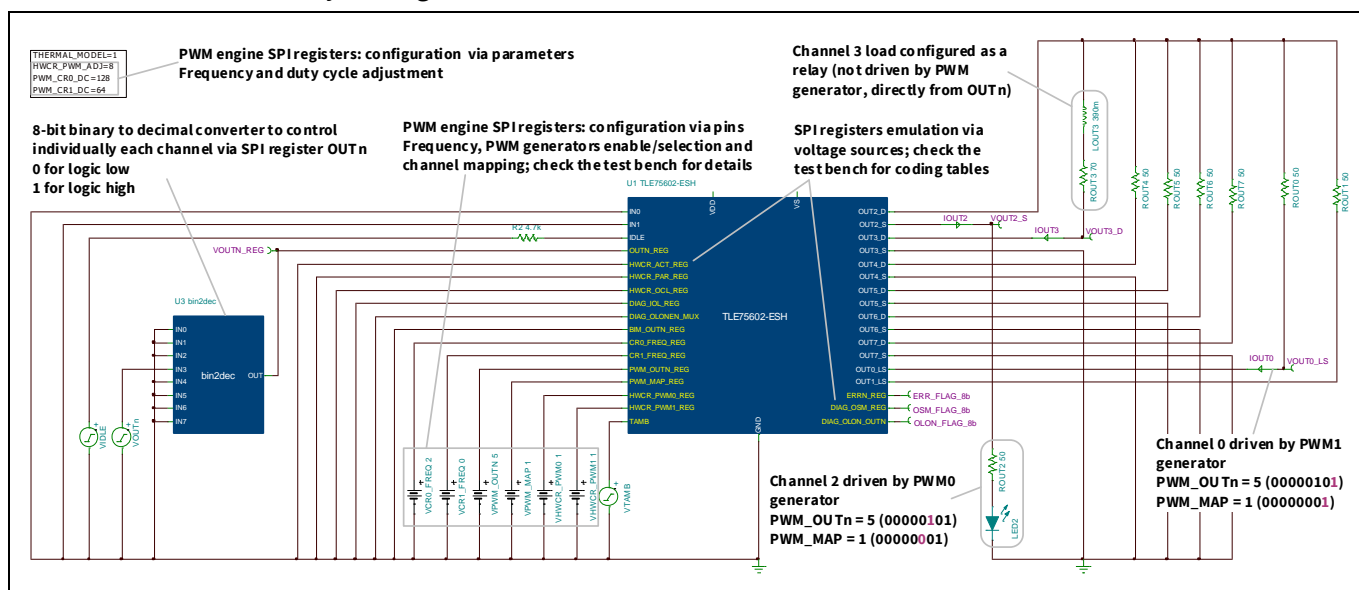 THERMAL_MODEL=1
HWCR_PWM_ADJ=8
PWM_CR0_DC=128
PWM_CR1_DC=64
PWM engine SPI registers: configuration via parameters
Frequency and duty cycle adjustment
8-bit binary to decimal converter to control
individually each channel via SPI register OUTn
0 for logic low
1 for logic high
PWM engine SPI registers: configuration via pins
Frequency, PWM generators enable/selection and
channel mapping; check the test bench for details
Channel 3 load configured as a
relay (not driven by PWM
generator, directly from OUTn)
SPI registers emulation via
voltage sources; check the
test bench for coding tables
LOUT3 390m
ROUT3 70
ROUT4 50
ROUT5 50
ROUT6 50
ROUT7 50
ROUT0 50
ROUT1 50
U1 TLE75602-ESH
VDD
VS
IN0
IN1
IDLE
OUTN_REG
HWCR_ACT_REG
HWCR_PAR_REG
HWCR_OCL_REG
DIAG_IOL_REG
DIAG_OLONEN_MUX
BIM_OUTN_REG
CR0_FREQ_REG
CR1_FREQ_REG
PWM_OUTN_REG
PWM_MAP_REG
HWCR_PWM0_REG
HWCR_PWM1_REG
TAMB
TLE75602-ESH
GND
OUT2_D
OUT2_S
OUT3_D
OUT3_S
OUT4_D
OUT4_S
OUT5_D
OUT5_S
OUT6_D
OUT6_S
OUT7_D
OUT7_S
OUT0_LS
OUT1_LS
ERRN_REG
DIAG_OSM_REG
DIAG_OLON_OUTN
R2 4.7k
VOUTN_REG
IOUT2
VOUT2_S
IOUT3
VOUT3_D
IOUT0
VOUT0_LS
ERR_FLAG_8b
OSM_FLAG_8b
OLON_FLAG_8b
U3 bin2dec
IN0
IN1
IN2
IN3
IN4
IN5
IN6
IN7
bin2dec
OUT
VIDLE
VOUTn
VCR0_FREQ 2
VCR1_FREQ 0
VPWM_OUTN 5
VPWM_MAP 1
VHWCR_PWM0 1
VHWCR_PWM1 1
VTAMB
Channel 2 driven by PWM0
generator
PWM_OUTn = 5 (00000101)
PWM_MAP = 1 (00000001)
ROUT2 50
LED2
Channel 0 driven by PWM1
generator
PWM_OUTn = 5 (00000101)
PWM_MAP = 1 (00000001)